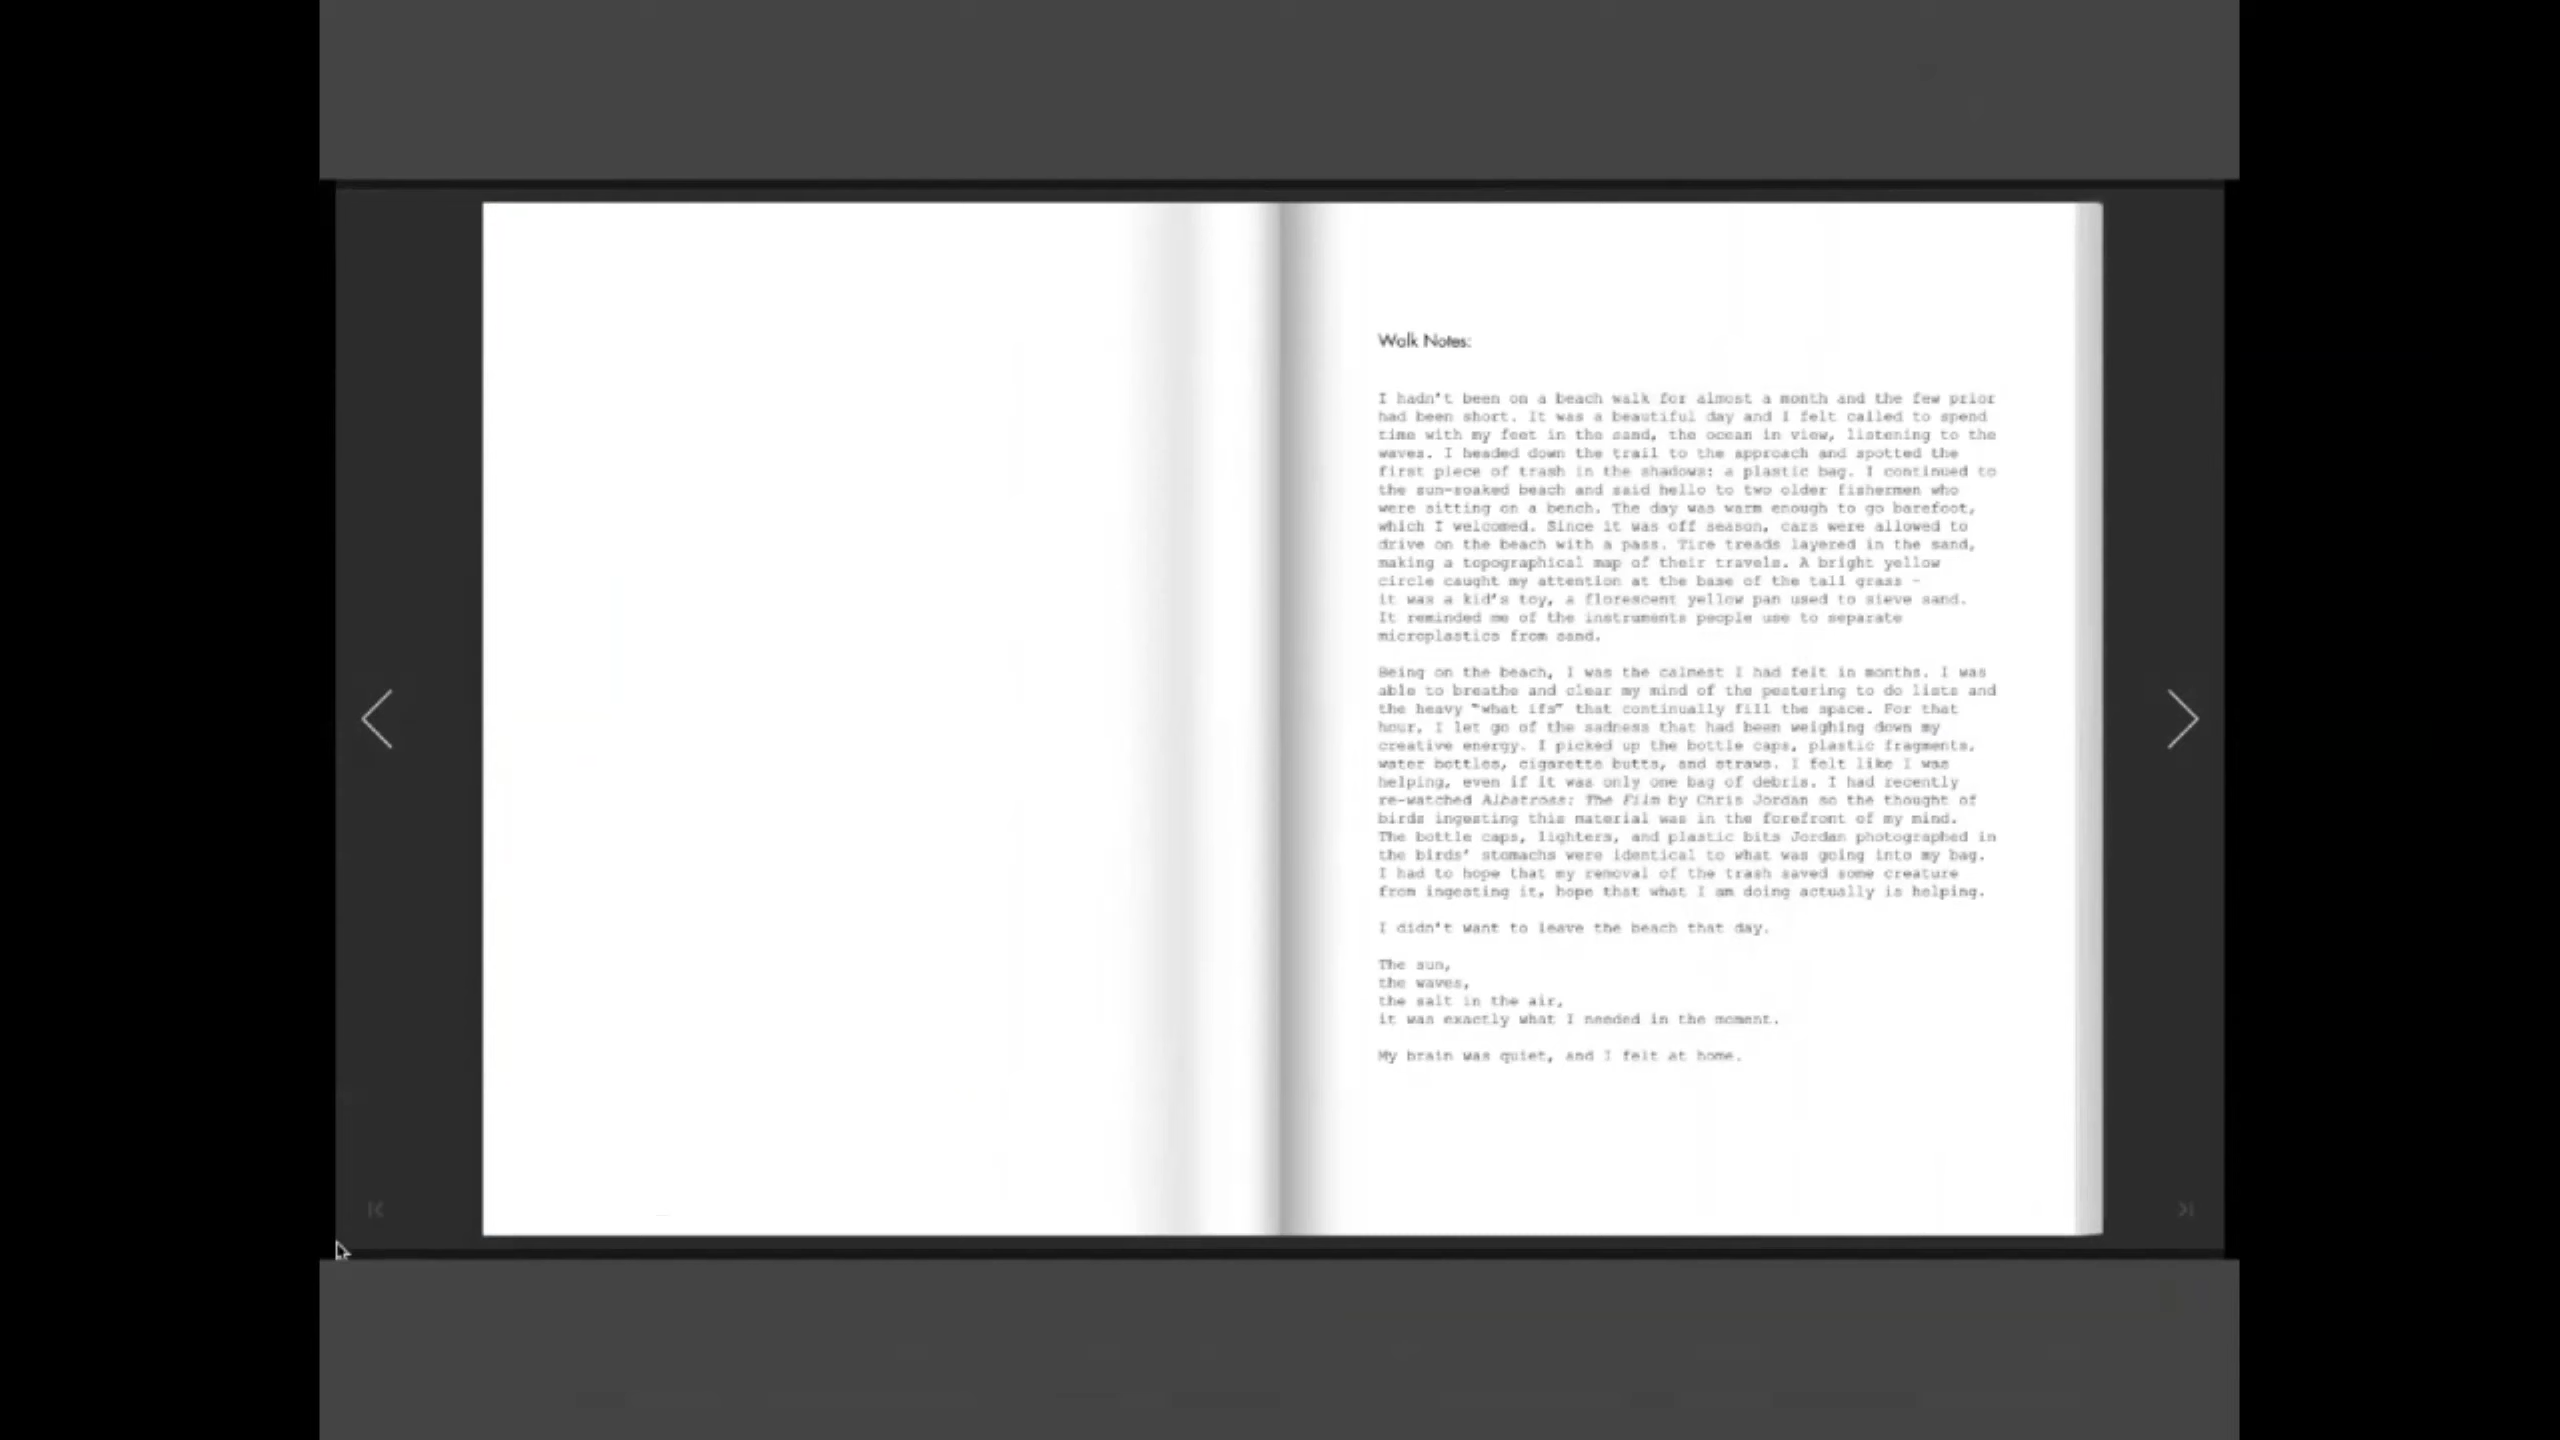 Walk Notes:
I hadn't been on a beach walk for almost a month and the few prior
had been short. It was a beautiful day and I felt called to spend
time with my feet in the sand, the ocean in view, listening to the
waves. I headed down the trail to the approach and spotted the
first piece of trash in the shadows: a plastic bag. I continued to
the sun-soaked beach and said hello to two older fishermen who
were sitting on a bench. The day was warm enough to go barefoot,
which I welcomed. Since it was off season, cars were allowed to
drive on the beach with a pass. Tire treads layered in the sand,
making a topographical map of their travels. A bright yellow
circle caught my attention at the base of the tall grass –
it was a kid's toy, a florescent yellow pan used to sieve sand.
It reminded me of the instruments people use to separate
microplastics from sand.
Being on the beach, I was the calmest I had felt in months. I was
able to breathe and clear my mind of the pestering to do lists and
the heavy "what ifs" that continually fill the space. For that
hour, I let go of the sadness that had been weighing down my
creative energy. I picked up the bottle caps, plastic fragments,
water bottles, cigarette butts, and straws. I felt like I was
helping, even if it was only one bag of debris. I had recently
re-watched Albatross: The Film by Chris Jordan so the thought of
birds ingesting this material was in the forefront of my mind.
The bottle caps, lighters, and plastic bits Jordan photographed in
the birds' stomachs were identical to what was going into my bag.
I had to hope that my removal of the trash saved some creature
from ingesting it, hope that what I am doing actually is helping.
I didn't want to leave the beach that day.
The sun,
the waves,
the salt in the air,
it was exactly what I needed in the moment.
My brain was quiet, and I felt at home.